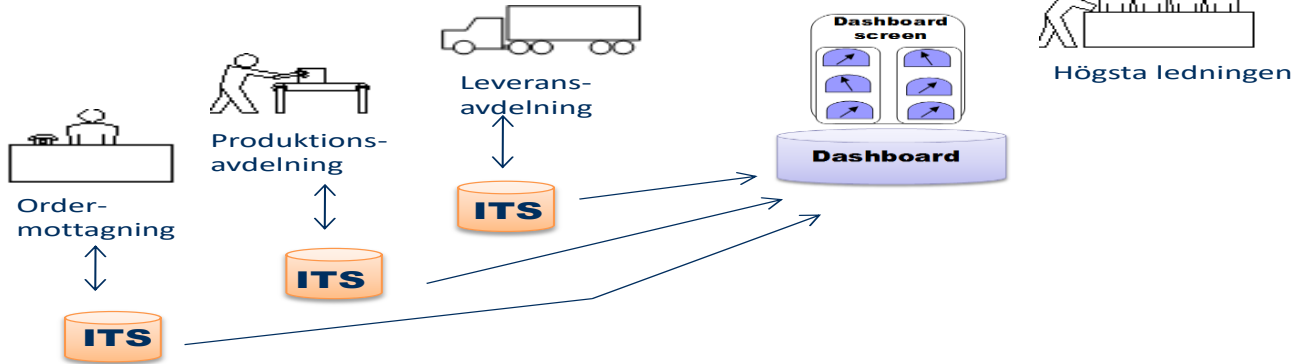 Order-
mottagning
ITS
Produktions-
avdelning
ITS
Leverans-
avdelning
ITS
Dashboard
screen
Dashboard
Högsta ledningen